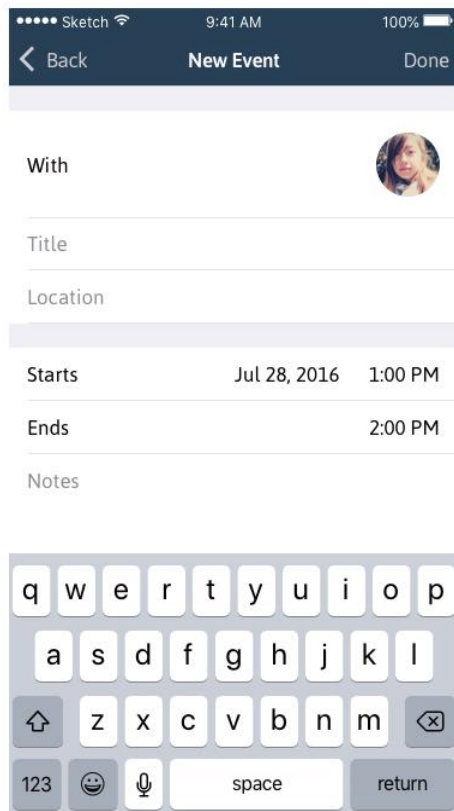 Sketch 9:41 AM 100%
Back New Event Done
With
Title
Location
Starts Jul 28, 2016 1:00 PM
Ends 2:00 PM
Notes
q w e r t y u i o p
a s d f g h j k l
z x c v b n m
123 space return